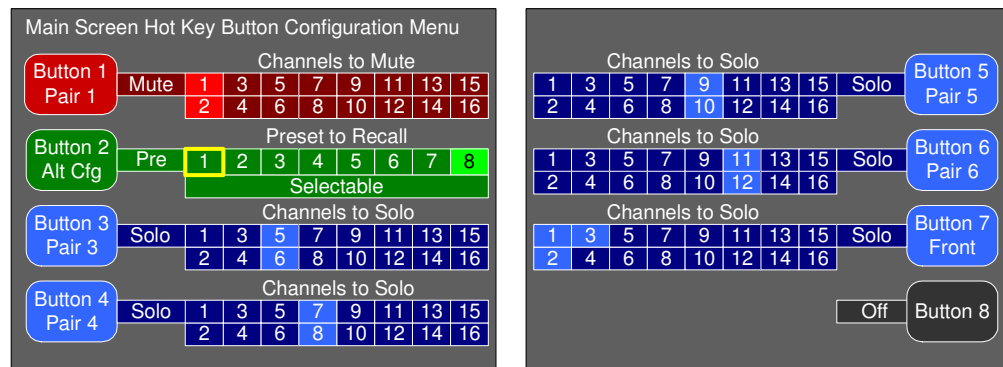 Main Screen Hot Key Button Configuration Menu
Channels to Mute
Button 1
Pair 1
Mute 1 3 5 7 9 11 13 15
2 4 6 8 10 12 14 16
Preset to Recall
Button 2
Alt Cfg
Pre 1 2 3 4 5 6 7 8
Selectable
Channels to Solo
Button 3
Pair 3
Solo 1 3 5 7 9 11 13 15
2 4 6 8 10 12 14 16
Channels to Solo
Button 4
Pair 4
Solo 1 3 5 7 9 11 13 15
2 4 6 8 10 12 14 16
Channels to Solo
1 3 5 7 9 11 13 15 Solo
2 4 6 8 10 12 14 16
Button 5
Pair 5
Channels to Solo
1 3 5 7 9 11 13 15 Solo
2 4 6 8 10 12 14 16
Button 6
Pair 6
Channels to Solo
1 3 5 7 9 11 13 15 Solo
2 4 6 8 10 12 14 16
Button 7
Front
Off Button 8